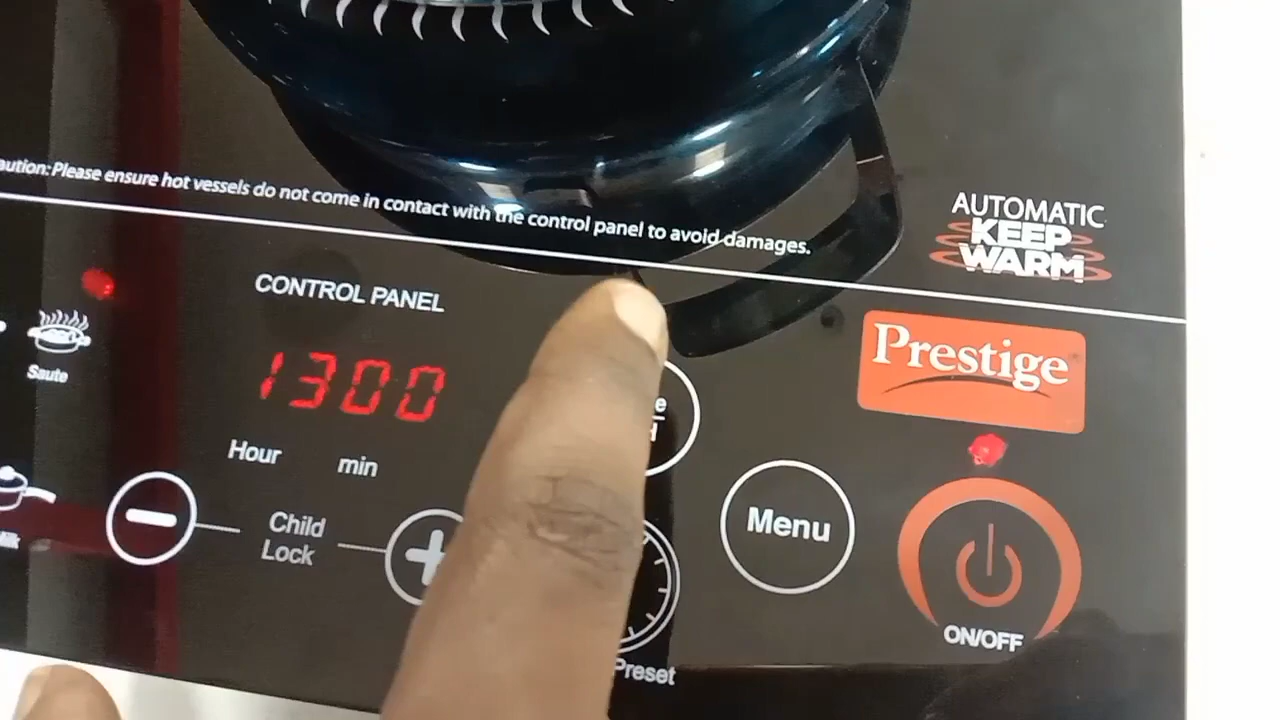 aution: Please ensure hot vessels do not come in contact with the control panel to avoid damages.
AUTOMATIC
KEEP
WARM
CONTROL PANEL
Prestige
Saute
1300
Hour min
Child
Lock
Menu
Preset
ON/OFF